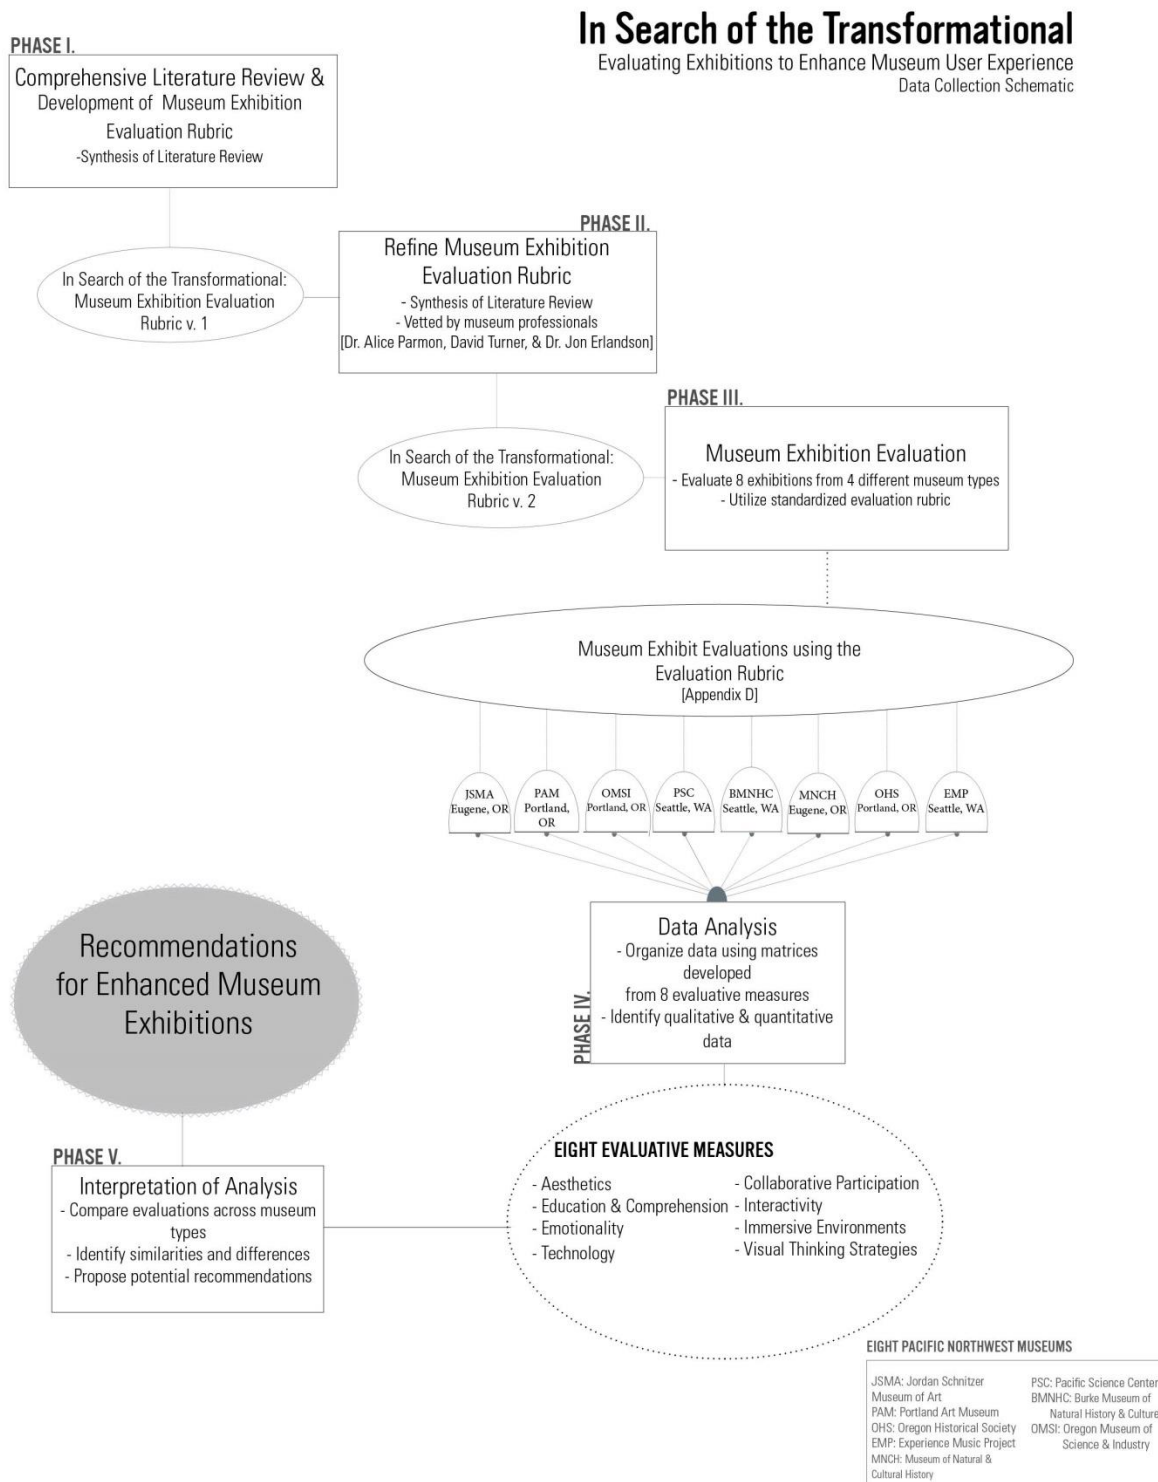 In Search of the Transformational
Evaluating Exhibitions to Enhance Museum User Experience
Data Collection Schematic
PHASE I.
Comprehensive Literature Review &
Development of Museum Exhibition
Evaluation Rubric
-Synthesis of Literature Review
In Search of the Transformational:
Museum Exhibition Evaluation
Rubric v. 1
PHASE II.
Refine Museum Exhibition
Evaluation Rubric
- Synthesis of Literature Review
- Vetted by museum professionals
[Dr. Alice Parmon, David Turner, & Dr. Jon Erlandson]
In Search of the Transformational:
Museum Exhibition Evaluation
Rubric v. 2
PHASE III.
Museum Exhibition Evaluation
- Evaluate 8 exhibitions from 4 different museum types
- Utilize standardized evaluation rubric
Museum Exhibit Evaluations using the
Evaluation Rubric
[Appendix D]
JSMA
Eugene, OR
PAM
Portland,
OR
OMSI
Portland, OR
PSC
Seattle, WA
BMNHC
Seattle, WA
MNCH
Eugene, OR
OHS
Portland, OR
EMP
Seattle, WA
PHASE IV.
Data Analysis
- Organize data using matrices
developed
from 8 evaluative measures
- Identify qualitative & quantitative
data
EIGHT EVALUATIVE MEASURES
- Aesthetics
- Education & Comprehension
- Emotionality
- Technology
- Collaborative Participation
- Interactivity
- Immersive Environments
- Visual Thinking Strategies
PHASE V.
Interpretation of Analysis
- Compare evaluations across museum
types
- Identify similarities and differences
- Propose potential recommendations
Recommendations
for Enhanced Museum
Exhibitions
EIGHT PACIFIC NORTHWEST MUSEUMS
JSMA: Jordan Schnitzer
Museum of Art
PAM: Portland Art Museum
OHS: Oregon Historical Society
EMP: Experience Music Project
MNCH: Museum of Natural &
Cultural History
PSC: Pacific Science Center
BMNHC: Burke Museum of
Natural History & Culture
OMSI: Oregon Museum of
Science & Industry